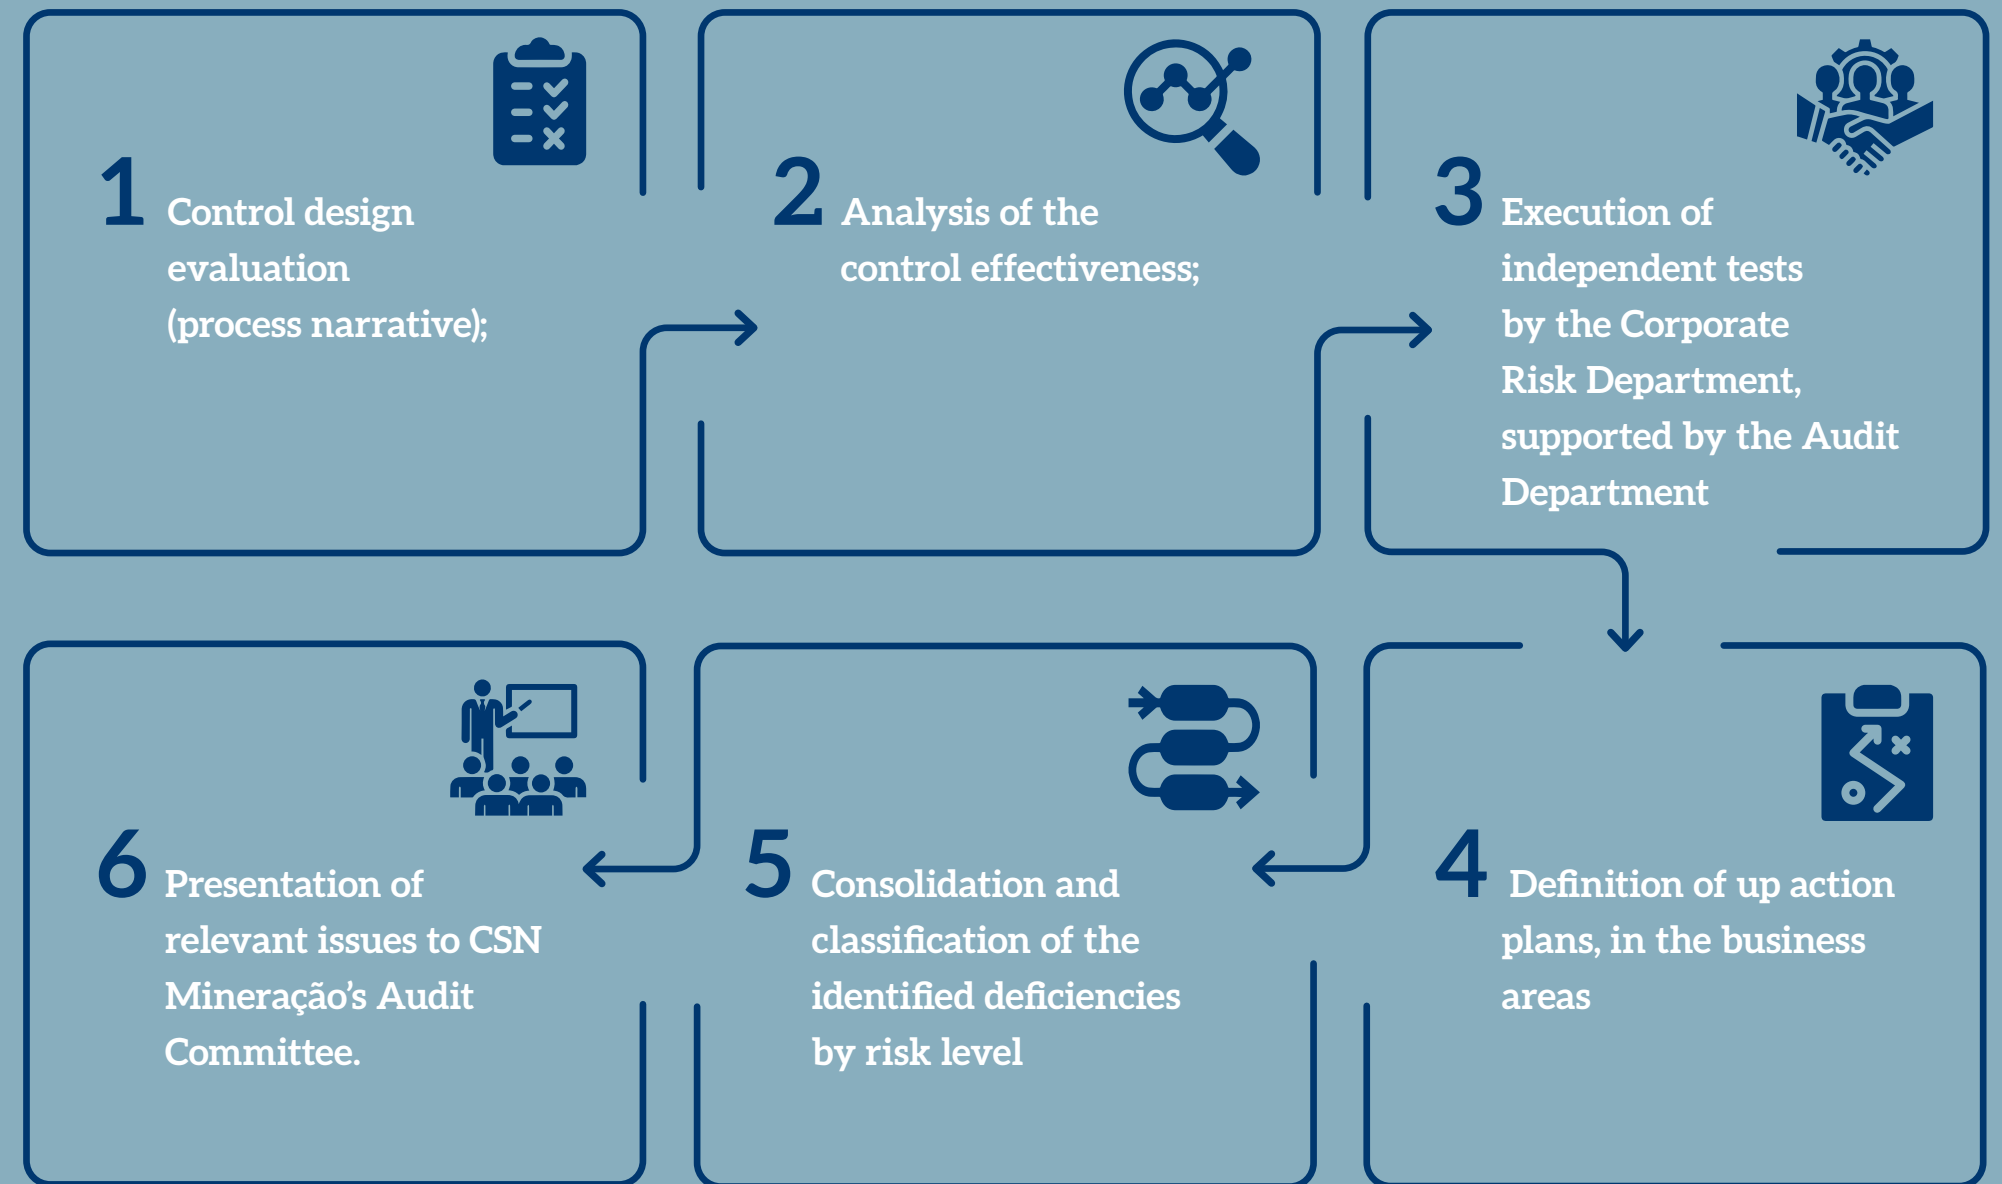 1 Control design
evaluation
(process narrative);
2 Analysis of the
control effectiveness;
3 Execution of
independent tests
by the Corporate
Risk Department,
supported by the Audit
Department
4 Definition of up action
plans, in the business
areas
5 Consolidation and
classification of the
identified deficiencies
by risk level
6 Presentation of
relevant issues to CSN
Mineração’s Audit
Committee.